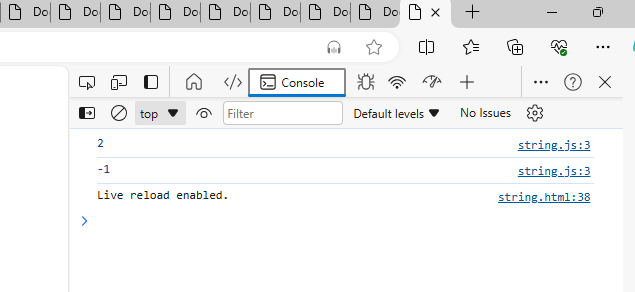 Do Do Do Do Do Do Do Do
Console
top Filter Default levels No Issues
2 string.js:3
-1 string.js:3
Live reload enabled. string.html:38